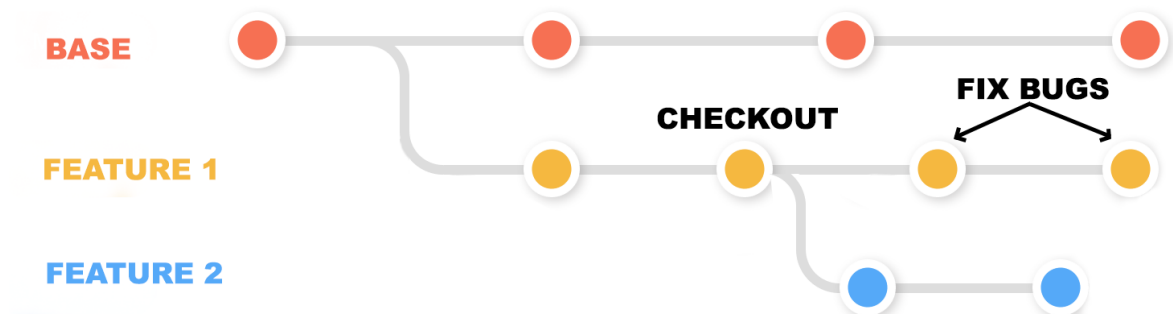 BASE
FIX BUGS
CHECKOUT
FEATURE 1
FEATURE 2